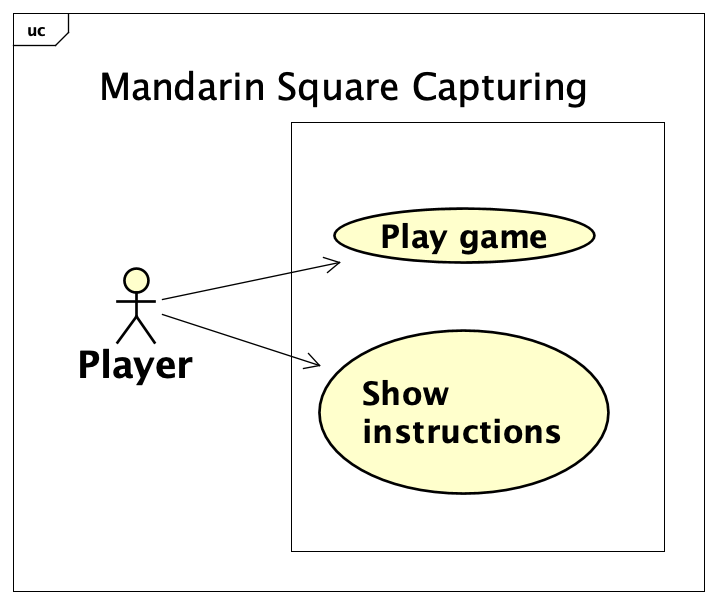 uc
Mandarin Square Capturing
Play game
Player
Show
instructions